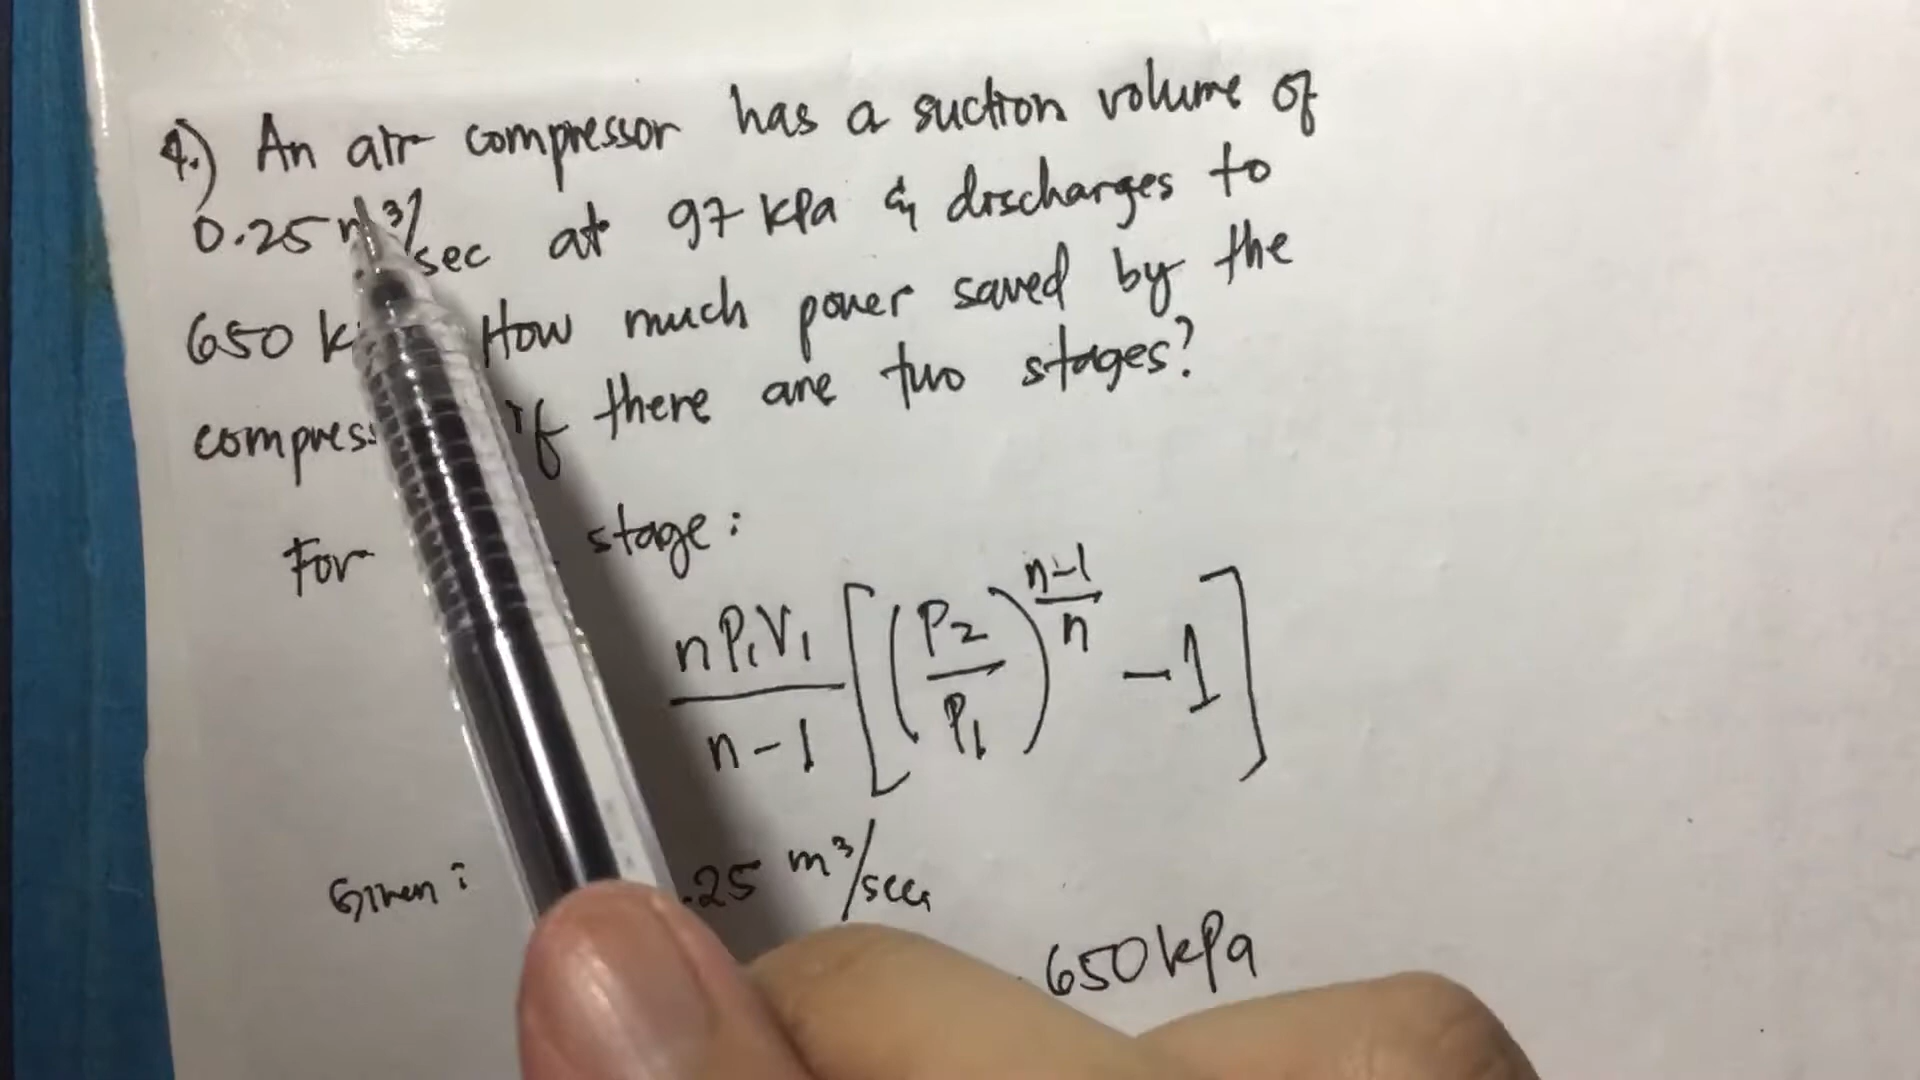 4.) An air compressor has a suction volume of
0.25 m³/sec at 97 kPa & discharges to
650 How much power saved by the
if there are two stages?
For stage:
nP₁V₁ / n-1 [(P₂/P₁)^(n-1/n) - 1]
Given: .25 m³/sec
650 kPa